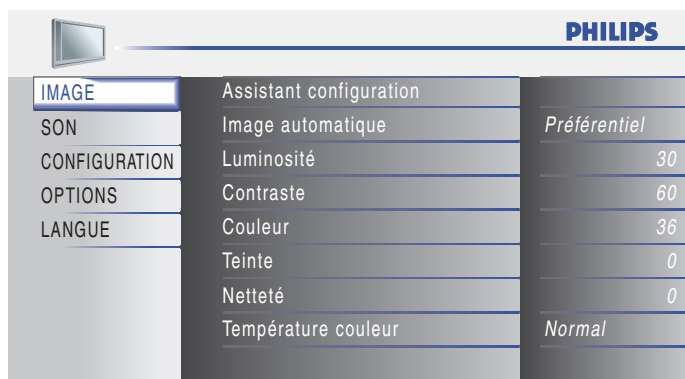 PHILIPS
IMAGE
SON
CONFIGURATION
OPTIONS
LANGUE
Assistant configuration
Image automatique Préférentiel
Luminosité 30
Contraste 60
Couleur 36
Teinte 0
Netteté 0
Température couleur Normal